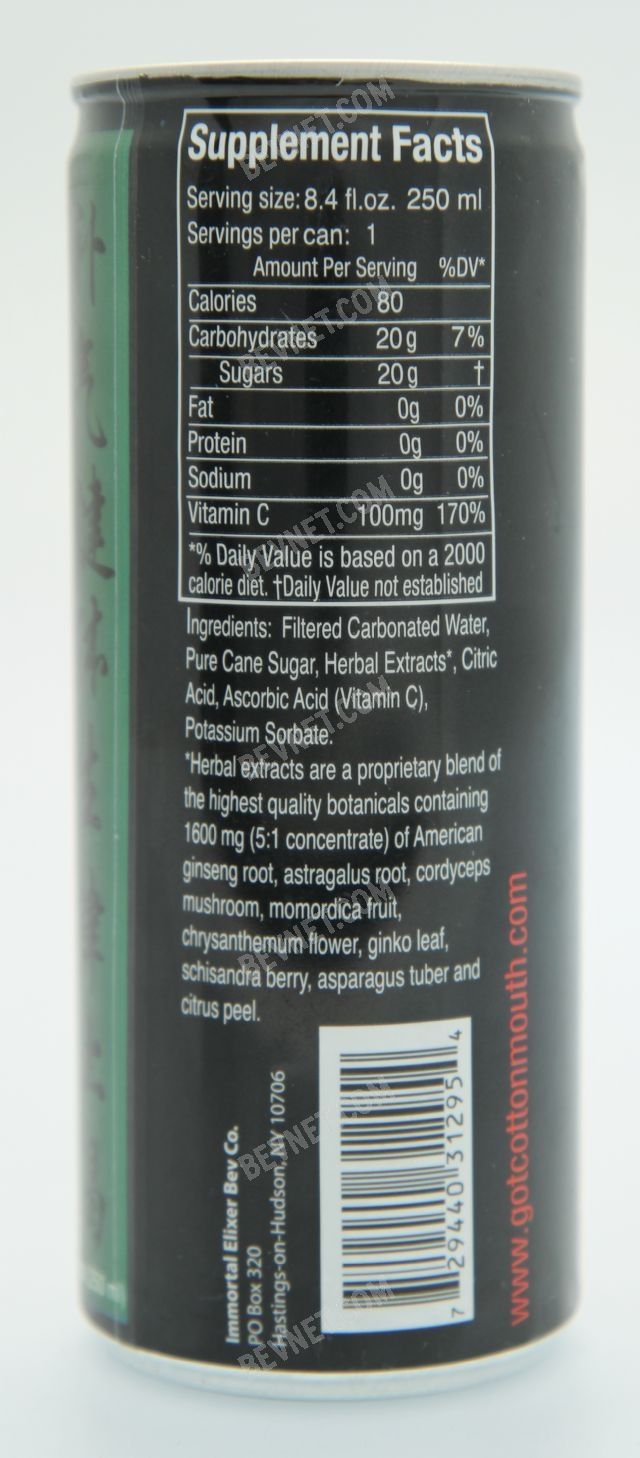 Supplement Facts
Serving size: 8.4 fl.oz. 250 ml
Servings per can: 1
Amount Per Serving %DV*
Calories 80
Carbohydrates 20g 7%
Sugars 20g †
Fat 0g 0%
Protein 0g 0%
Sodium 0g 0%
Vitamin C 100mg 170%
*% Daily Value is based on a 2000
calorie diet. †Daily Value not established
Ingredients: Filtered Carbonated Water,
Pure Cane Sugar, Herbal Extracts*, Citric
Acid, Ascorbic Acid (Vitamin C),
Potassium Sorbate.
*Herbal extracts are a proprietary blend of
the highest quality botanicals containing
1600 mg (5:1 concentrate) of American
ginseng root, astragalus root, cordyceps
mushroom, momordica fruit,
chrysanthemum flower, ginko leaf,
schisandra berry, asparagus tuber and
citrus peel.
Immortal Elixer Bev Co.
PO Box 320
Hastings-on-Hudson, NY 10706
7 29440 31295 4
www.gotcottonmouth.com
BEVNET.COM
BEVNET.COM
BEVNET.COM
BEVNET.COM
BEVNET.COM
BEVNET.COM
BEVNET.COM